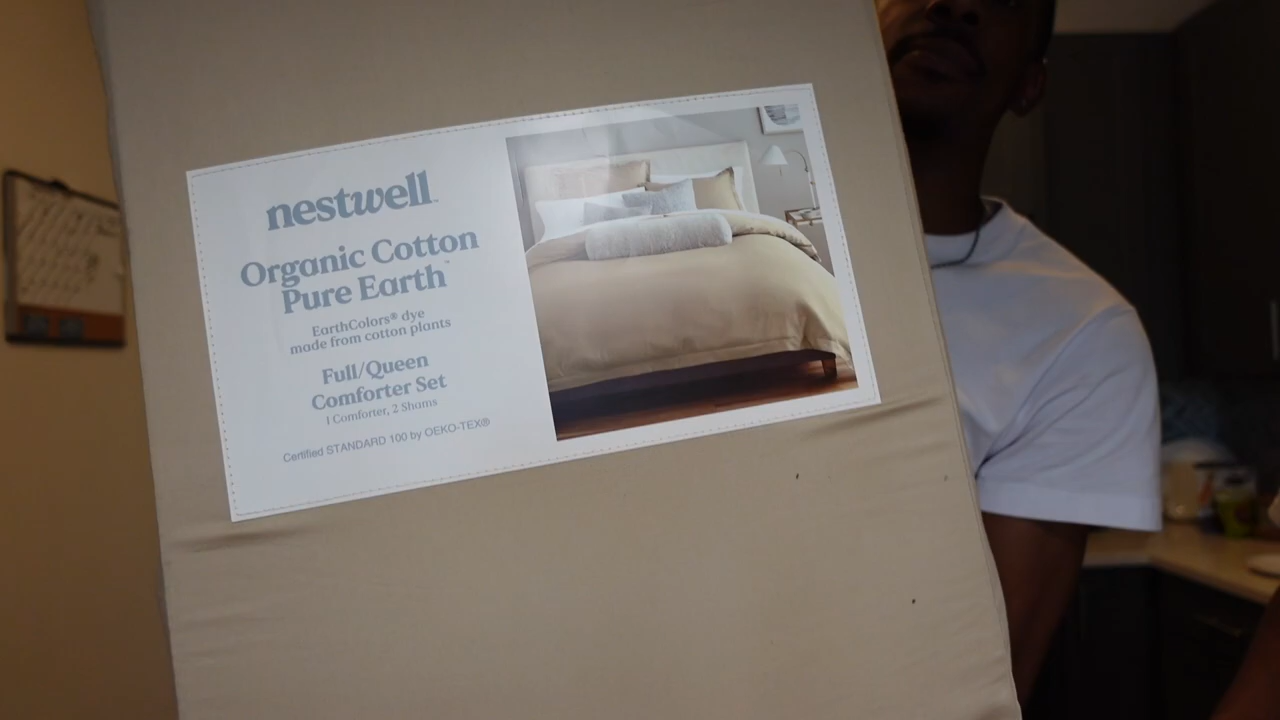 nestwell™
Organic Cotton
Pure Earth™
EarthColors® dye
made from cotton plants
Full/Queen
Comforter Set
1 Comforter, 2 Shams
Certified STANDARD 100 by OEKO-TEX®